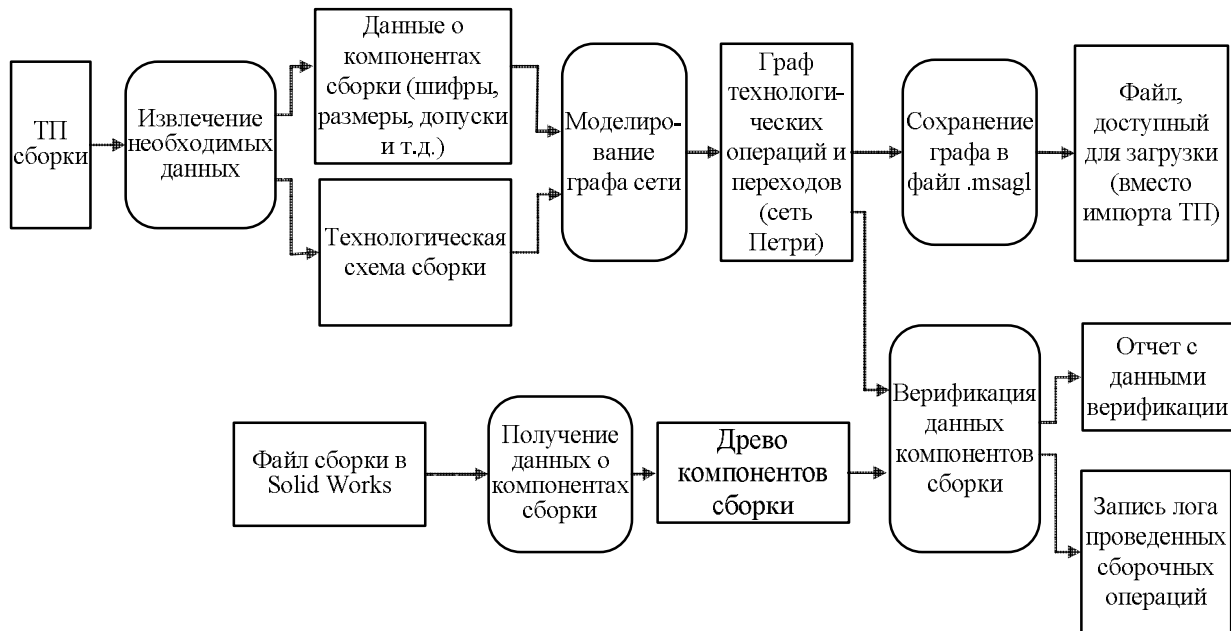 ТП
сборки
Извлечение
необходимых
данных
Данные о
компонентах
сборки (шифры,
размеры, допуски
и т.д.)
Технологическая
схема сборки
Моделиро-
вание
графа сети
Граф
технологи-
ческих
операций и
переходов
(сеть
Петри)
Сохранение
графа в
файл .msagl
Файл,
доступный
для загрузки
(вместо
импорта ТП)
Файл сборки в
Solid Works
Получение
данных о
компонентах
сборки
Древо
компонентов
сборки
Верификация
данных
компонентов
сборки
Отчет с
данными
верификации
Запись лога
проведенных
сборочных
операций